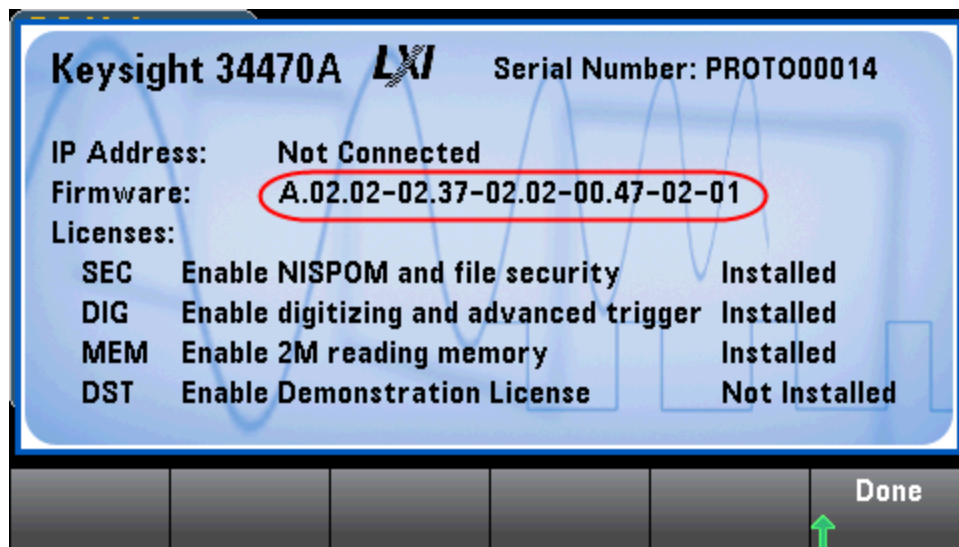 Keysight 34470A LXI Serial Number: PROTO00014
IP Address: Not Connected
Firmware: A.02.02-02.37-02.02-00.47-02-01
Licenses:
SEC Enable NISPOM and file security Installed
DIG Enable digitizing and advanced trigger Installed
MEM Enable 2M reading memory Installed
DST Enable Demonstration License Not Installed
Done